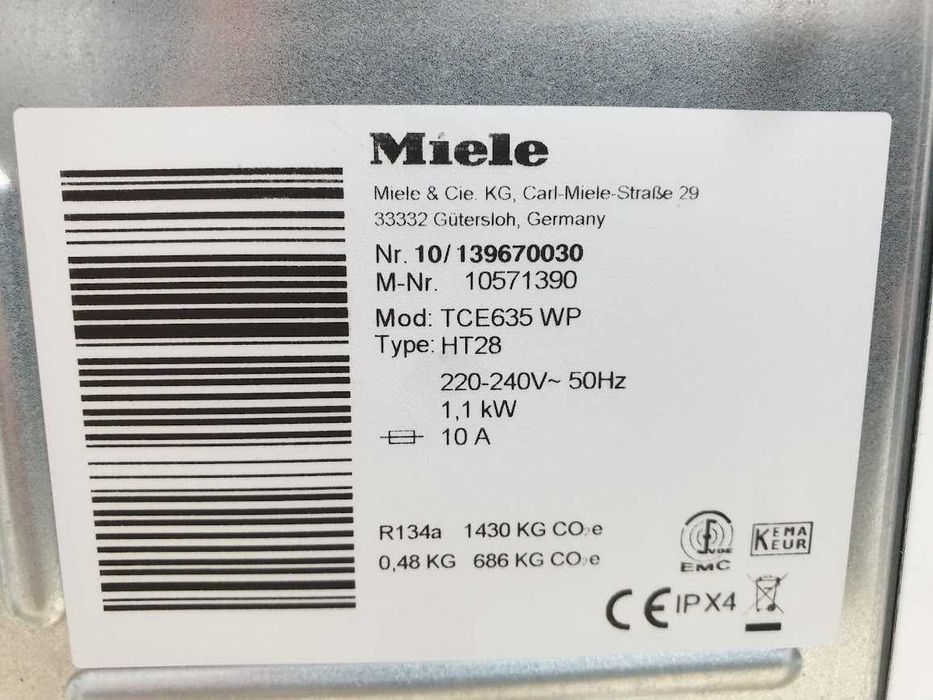 Miele
Miele & Cie. KG, Carl-Miele-Straße 29
33332 Gütersloh, Germany
Nr. 10/139670030
M-Nr. 10571390
Mod: TCE635 WP
Type: HT28
220-240V~ 50Hz
1,1 kW
10 A
R134a 1430 KG CO₂e
0,48 KG 686 KG CO₂e
VDE
EMC
KEMA
KEUR
CE IPX4